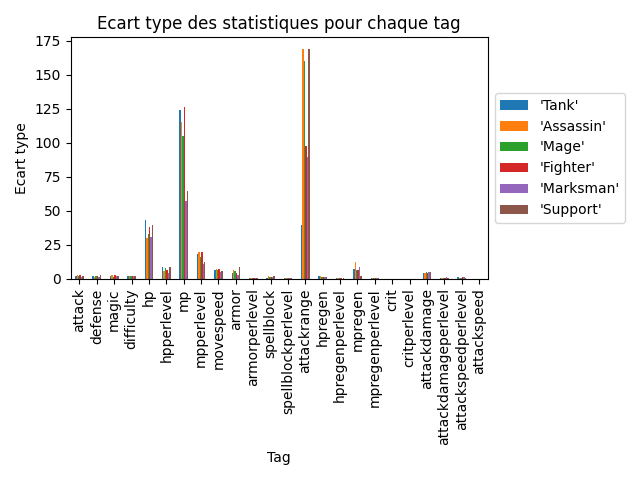 Ecart type des statistiques pour chaque tag
175
150
125
100
75
50
25
0
Ecart type
attack
defense
magic
difficulty
hp
hpperlevel
mp
mpperlevel
movespeed
armor
armorperlevel
spellblock
spellblockperlevel
attackrange
hpregen
hpregenperlevel
mpregen
mpregenperlevel
crit
critperlevel
attackdamage
attackdamageperlevel
attackspeedperlevel
attackspeed
Tag
'Tank'
'Assassin'
'Mage'
'Fighter'
'Marksman'
'Support'